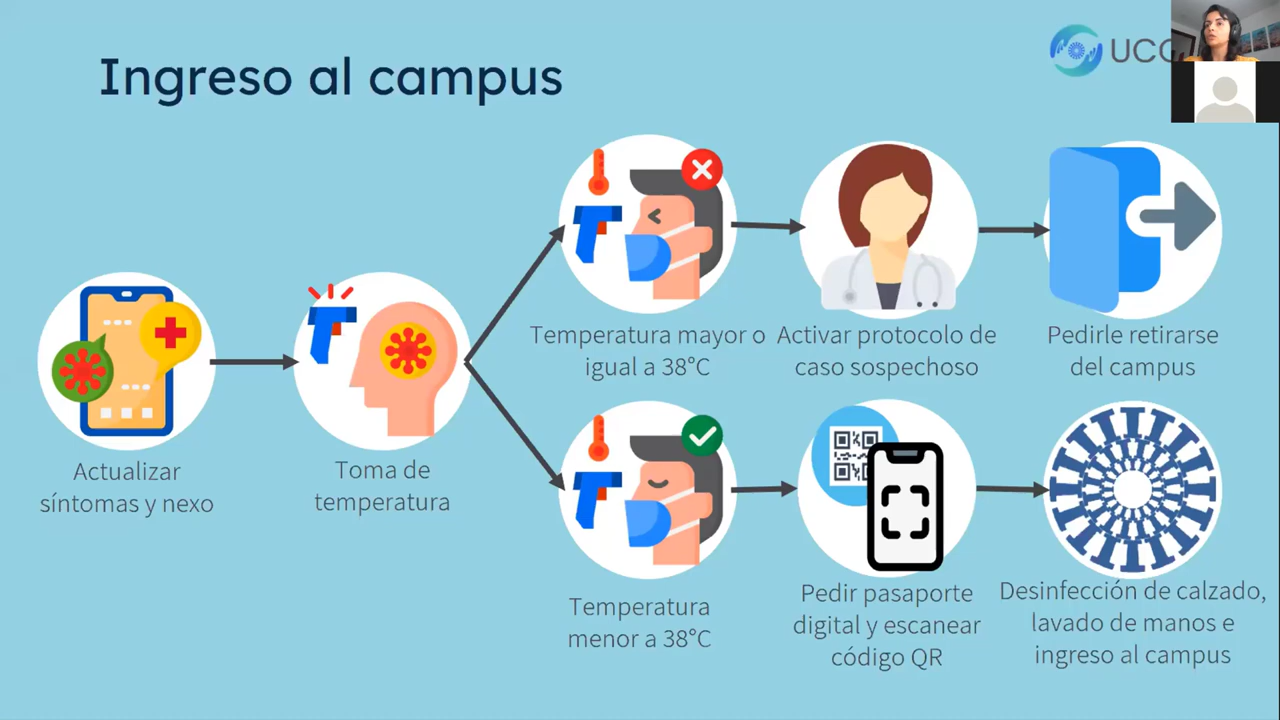 Ingreso al campus
Temperatura mayor o
igual a 38°C
Activar protocolo de
caso sospechoso
Pedirle retirarse
del campus
Actualizar
síntomas y nexo
Toma de
temperatura
Temperatura
menor a 38°C
Pedir pasaporte
digital y escanear
código QR
Desinfección de calzado,
lavado de manos e
ingreso al campus